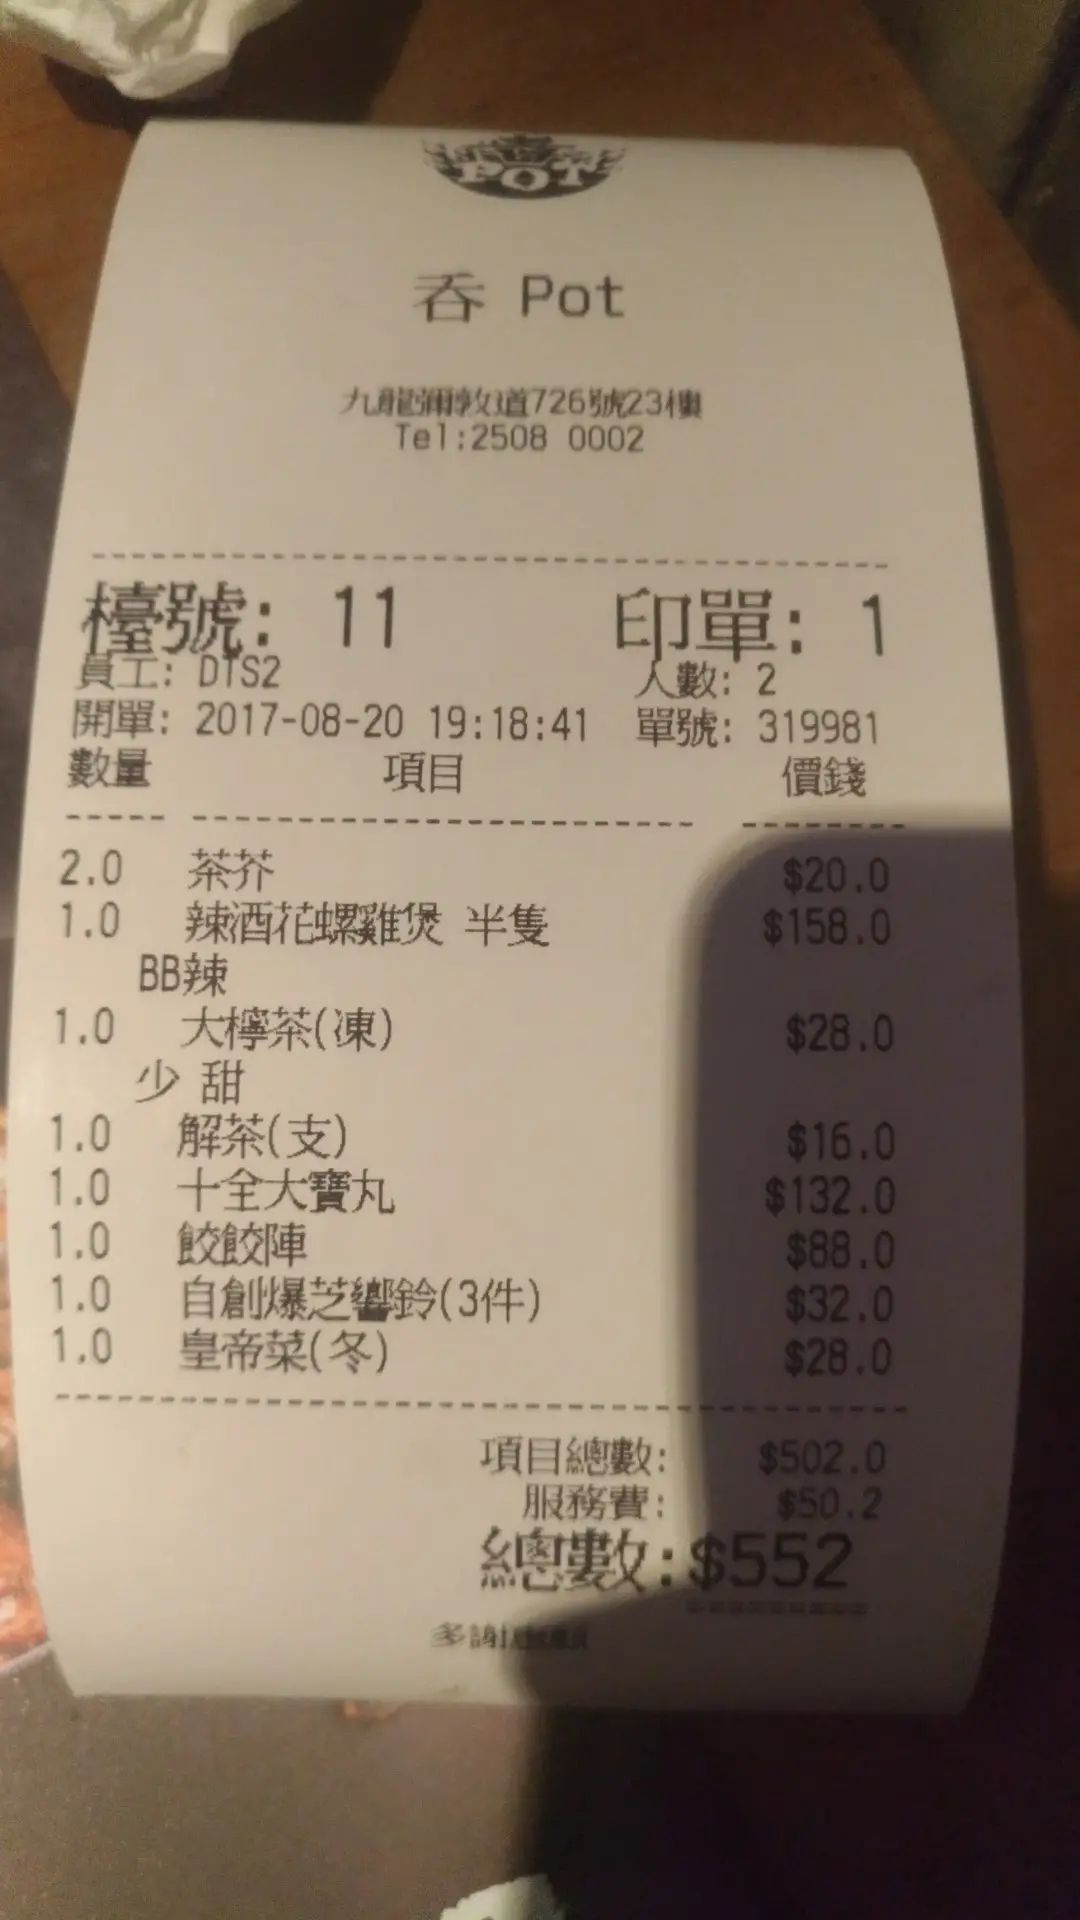 POT
呑 Pot
九龍彌敦道726號23樓
Tel:2508 0002
檯號: 11 印單: 1
員工: DTS2 人數: 2
開單: 2017-08-20 19:18:41 單號: 319981
數量 項目 價錢
2.0 茶芥 $20.0
1.0 辣酒花螺雞煲 半隻 $158.0
BB辣
1.0 大檸茶(凍) $28.0
少 甜
1.0 解茶(支) $16.0
1.0 十全大寶丸 $132.0
1.0 餃餃陣 $88.0
1.0 自創爆芝響鈴(3件) $32.0
1.0 皇帝菜(冬) $28.0
項目總數: $502.0
服務費: $50.2
總數:$552
多謝惠顧